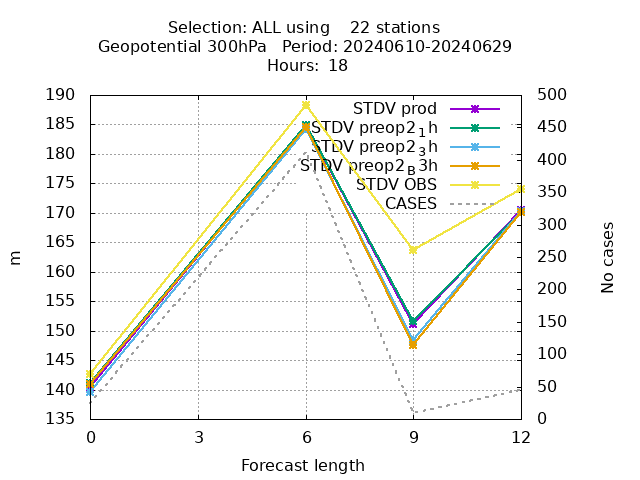 Selection: ALL using 22 stations
Geopotential 300hPa Period: 20240610-20240629
Hours: 18
190 500
185 450
180 400
175 350
170 300
165 250
160 200
155 150
150 100
145 50
140 0
135
STDV prod
STDV preop2₁h
STDV preop2₃h
STDV preop2_B3h
STDV OBS
CASES
m
No cases
0 3 6 9 12
Forecast length